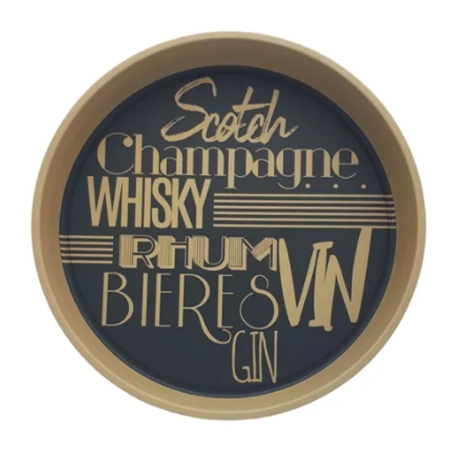 Scotch
Champagne...
WHISKY
RHUM
BIERES VIN
GIN